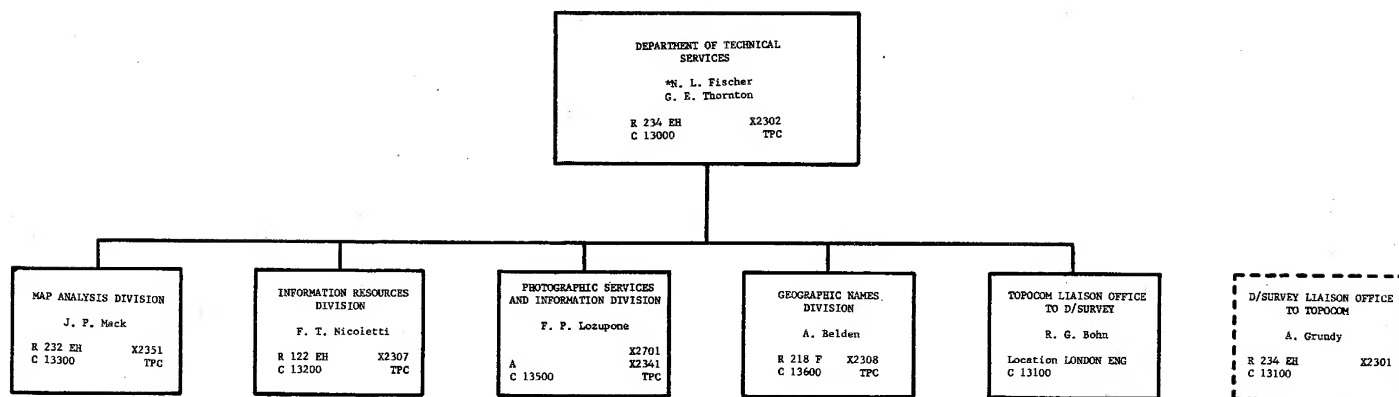 DEPARTMENT OF TECHNICAL
SERVICES
*N. L. Fischer
G. E. Thornton
R 234 EH X2302
C 13000 TPC
MAP ANALYSIS DIVISION
J. P. Mack
R 232 EH X2351
C 13300 TPC
INFORMATION RESOURCES
DIVISION
F. T. Nicoletti
R 122 EH X2307
C 13200 TPC
PHOTOGRAPHIC SERVICES
AND INFORMATION DIVISION
F. P. Lozupone
X2701
A X2341
C 13500 TPC
GEOGRAPHIC NAMES
DIVISION
A. Belden
R 218 F X2308
C 13600 TPC
TOPOCOM LIAISON OFFICE
TO D/SURVEY
R. G. Bohn
Location LONDON ENG
C 13100
D/SURVEY LIAISON OFFICE
TO TOPOCOM
A. Grundy
R 234 EH X2301
C 13100